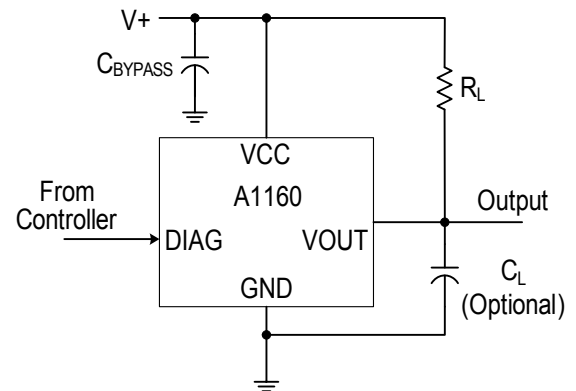 V+
CBYPASS
RL
VCC
A1160
From
Controller
DIAG
VOUT
Output
GND
CL
(Optional)